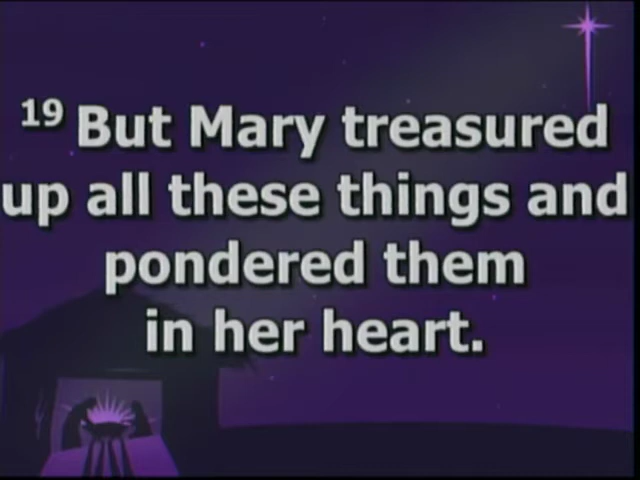 19 But Mary treasured
up all these things and
pondered them
in her heart.